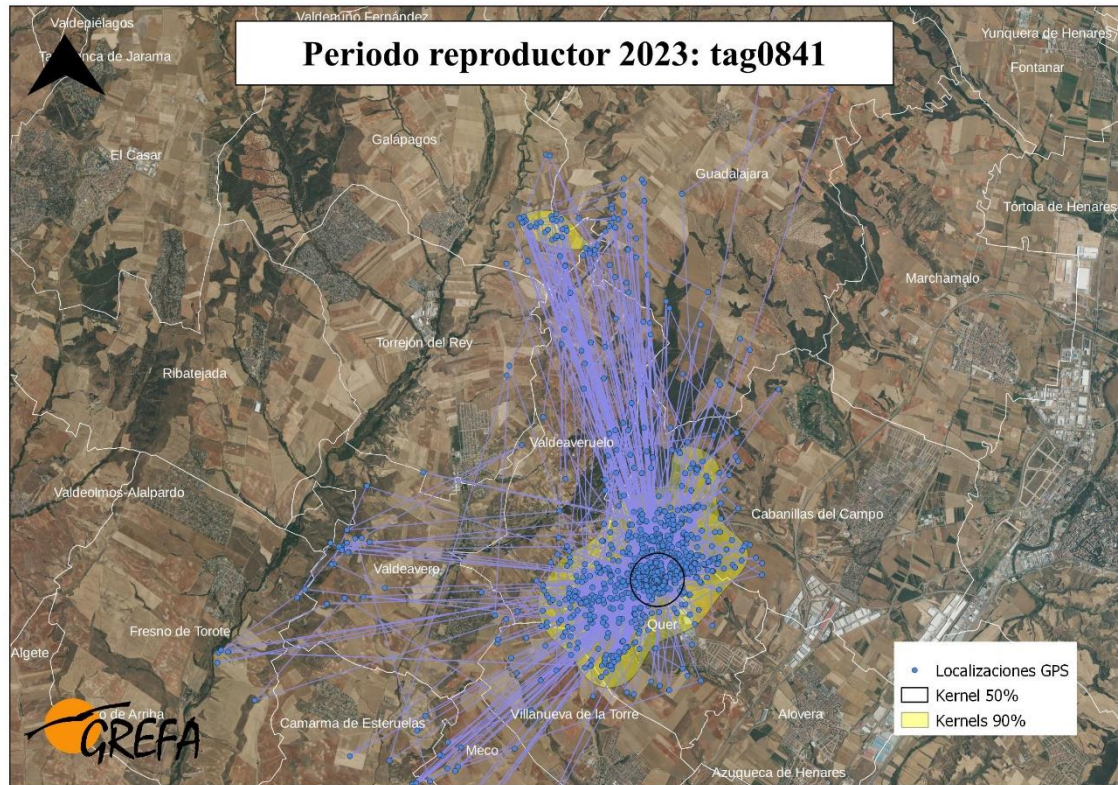 Valdepiélagos
Valdenuño Fernández
Yunquera de Henares
Periodo reproductor 2023: tag0841
Fontanar
Galápagos
El Casar
Guadalajara
Tórtola de Henares
Marchamalo
Torrejón del Rey
Ribatejada
Valdeaveruelo
Valdeolmos-Alalpardo
Cabanillas del Campo
Valdeavero
Quer
Fresno de Torote
Algete
Localizaciones GPS
Kernel 50%
Kernels 90%
de Arriba
Camarma de Esteruelas
Villanueva de la Torre
Alovera
GREFA
Meco
Azuqueca de Henares